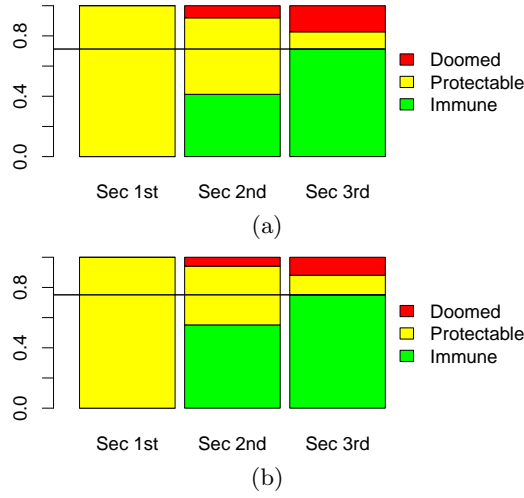 0.8
0.4
0.0
Doomed
Protectable
Immune
Sec 1st Sec 2nd Sec 3rd
(a)
0.8
0.4
0.0
Doomed
Protectable
Immune
Sec 1st Sec 2nd Sec 3rd
(b)